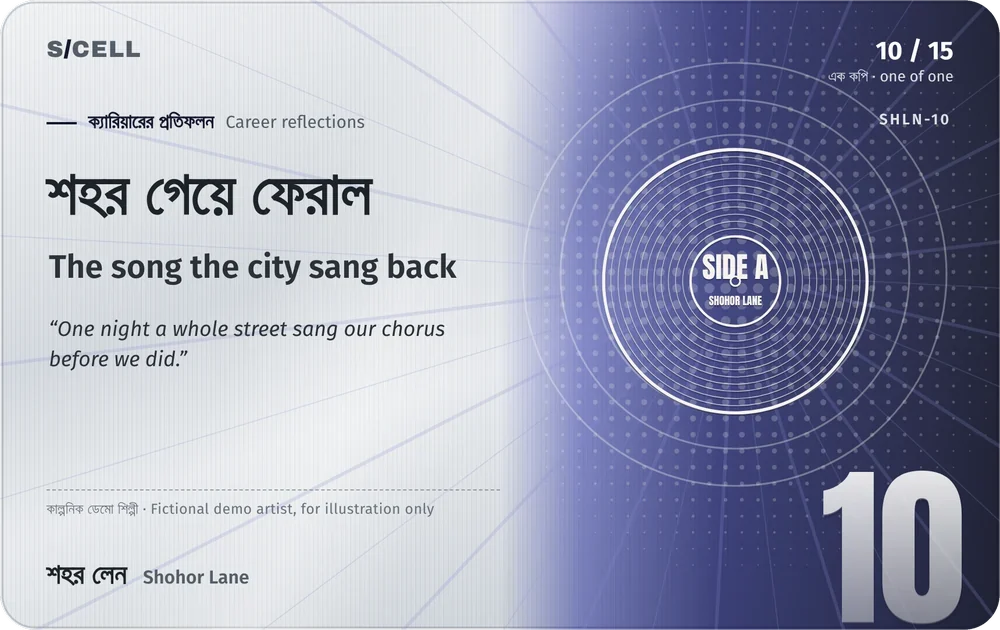 S/CELL
10 / 15
এক কপি · one of one
SHLN-10
ক্যারিয়ারের প্রতিফলন Career reflections
শহর গেয়ে ফেরাল
The song the city sang back
“One night a whole street sang our chorus
before we did.”
SIDE A
SHOHOR LANE
কাল্পনিক ডেমো শিল্পী · Fictional demo artist, for illustration only
শহর লেন Shohor Lane
10